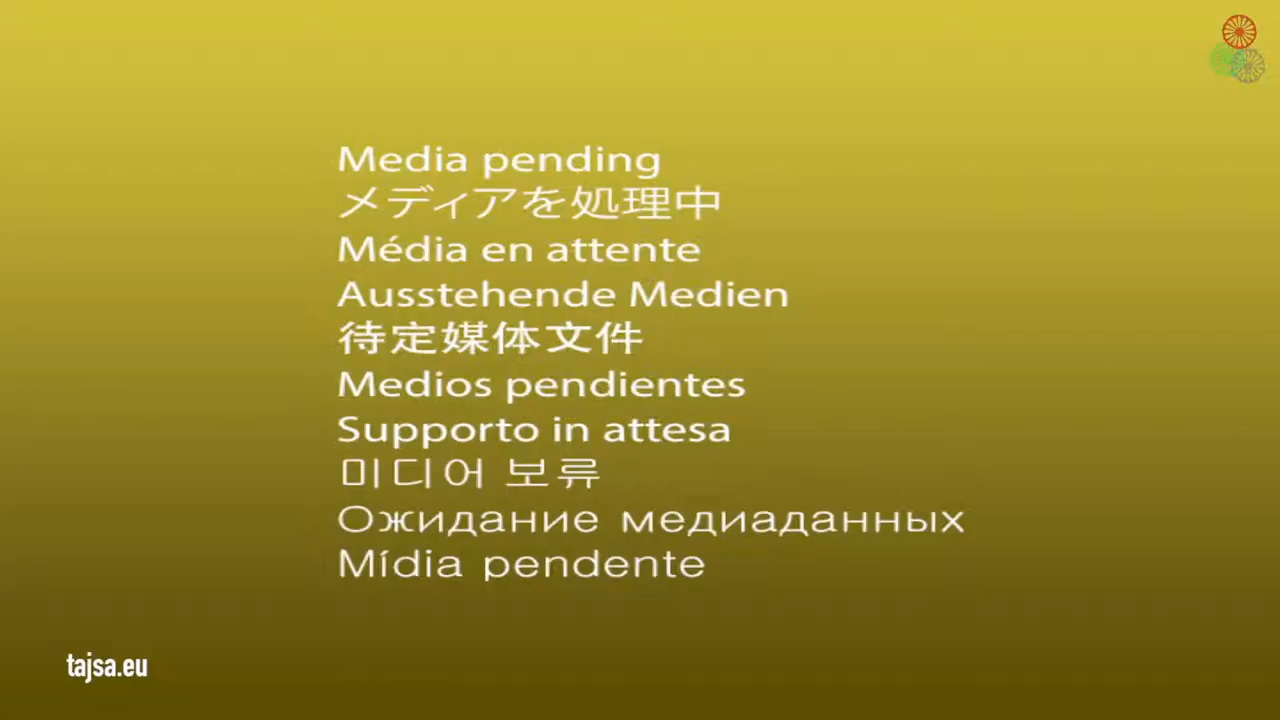 Media pending
メディアを処理中
Média en attente
Ausstehende Medien
待定媒体文件
Medios pendientes
Supporto in attesa
미디어 보류
Ожидание медиаданных
Mídia pendente
tajsa.eu